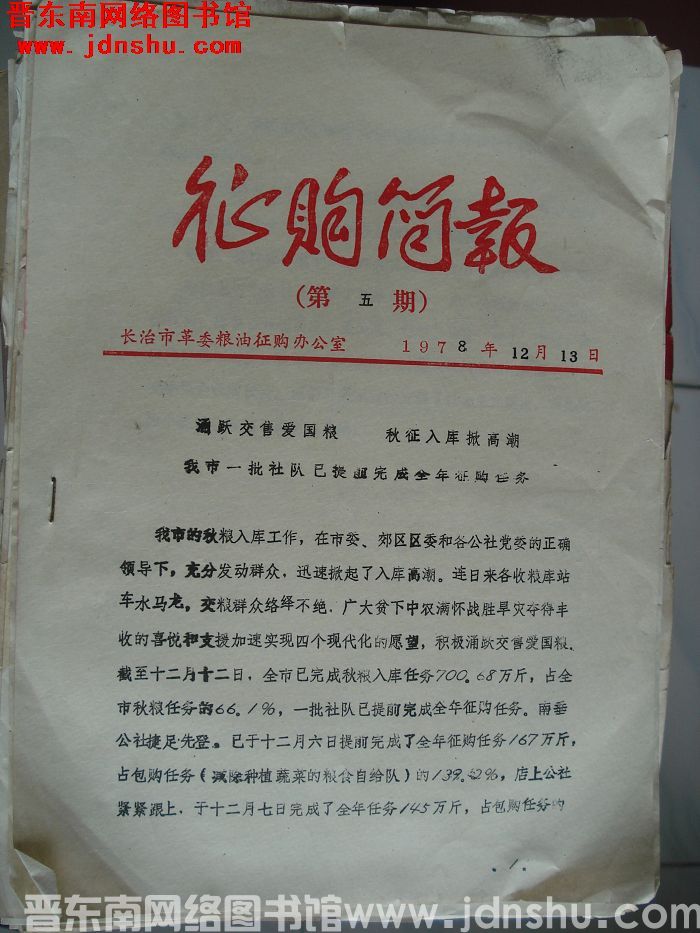 晋东南网络图书馆
www.jdnshu.com
征购简报
(第 五 期)
长治市革委粮油征购办公室 1978年12月13日
涌跃交售爱国粮 秋征入库掀高潮
我市一批社队已提前完成全年征购任务
我市的秋粮入库工作，在市委、郊区区委和各公社党委的正确
领导下，充分发动群众，迅速掀起了入库高潮。连日来各收粮库站
车水马龙，交粮群众络绎不绝，广大贫下中农满怀战胜旱灾夺得丰
收的喜悦和支援加速实现四个现代化的愿望，积极涌跃交售爱国粮、
截至十二月十二日，全市已完成秋粮入库任务700.68万斤，占全
市秋粮任务的66.1%，一批社队已提前完成全年征购任务。南垂
公社捷足先登。已于十二月六日提前完成了全年征购任务167万斤，
占包购任务(减除种植蔬菜的粮食自给队)的139.52%，店上公社
紧紧跟上，于十二月七日完成了全年任务145万斤，占包购任务的
.1.
晋东南网络图书馆 www.jdnshu.com